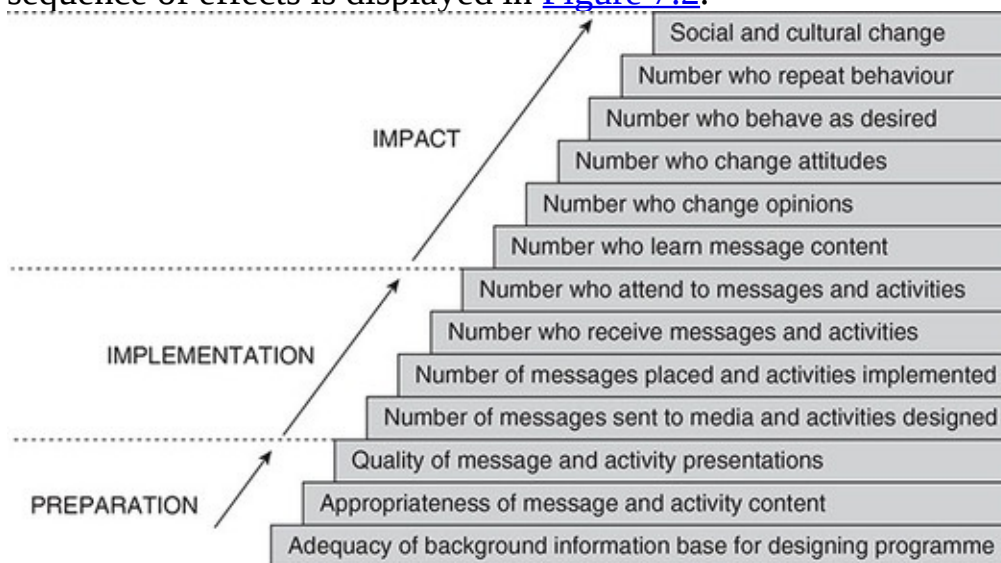 sequence of effects is displayed in Figure 7.2.
Social and cultural change
Number who repeat behaviour
Number who behave as desired
IMPACT
Number who change attitudes
Number who change opinions
Number who learn message content
Number who attend to messages and activities
Number who receive messages and activities
IMPLEMENTATION
Number of messages placed and activities implemented
Number of messages sent to media and activities designed
Quality of message and activity presentations
PREPARATION
Appropriateness of message and activity content
Adequacy of background information base for designing programme